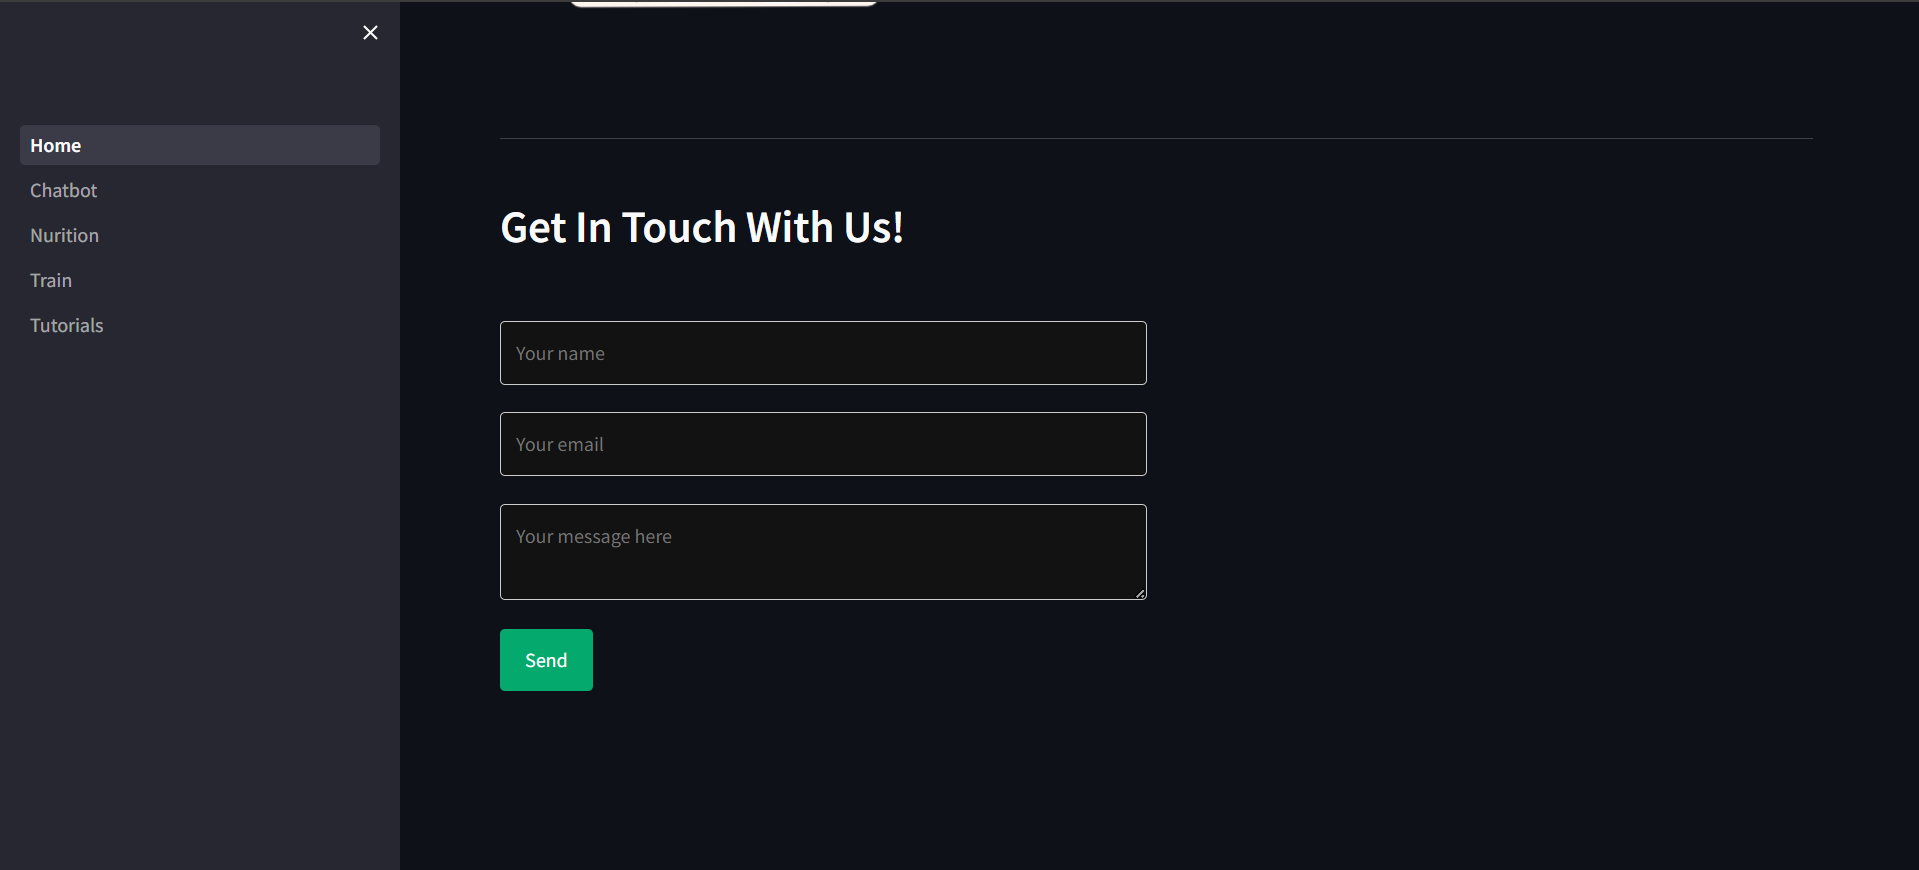 Home
Chatbot
Nurition
Train
Tutorials
Get In Touch With Us!
Your name
Your email
Your message here
Send